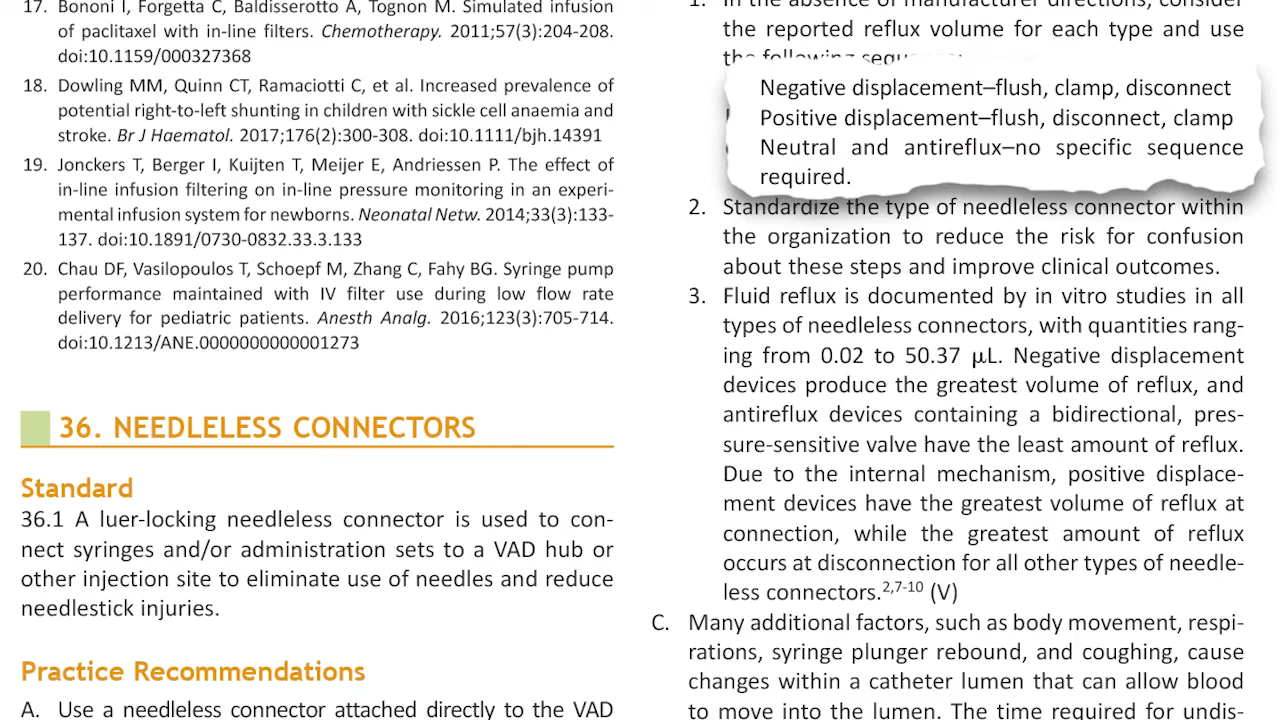 17. Bononi I, Forgetta C, Baldisserotto A, Tognon M. Simulated infusion
of paclitaxel with in-line filters. Chemotherapy. 2011;57(3):204-208.
doi:10.1159/000327368
18. Dowling MM, Quinn CT, Ramaciotti C, et al. Increased prevalence of
potential right-to-left shunting in children with sickle cell anaemia and
stroke. Br J Haematol. 2017;176(2):300-308. doi:10.1111/bjh.14391
19. Jonckers T, Berger I, Kuijten T, Meijer E, Andriessen P. The effect of
in-line infusion filtering on in-line pressure monitoring in an experi-
mental infusion system for newborns. Neonatal Netw. 2014;33(3):133-
137. doi:10.1891/0730-0832.33.3.133
20. Chau DF, Vasilopoulos T, Schoepf M, Zhang C, Fahy BG. Syringe pump
performance maintained with IV filter use during low flow rate
delivery for pediatric patients. Anesth Analg. 2016;123(3):705-714.
doi:10.1213/ANE.0000000000001273
36. NEEDLELESS CONNECTORS
Standard
36.1 A luer-locking needleless connector is used to con-
nect syringes and/or administration sets to a VAD hub or
other injection site to eliminate use of needles and reduce
needlestick injuries.
Practice Recommendations
A. Use a needleless connector attached directly to the VAD
1. In the absence of manufacturer directions, consider
the reported reflux volume for each type and use
the following sequence:
Negative displacement–flush, clamp, disconnect
Positive displacement–flush, disconnect, clamp
Neutral and antireflux–no specific sequence
required.
2. Standardize the type of needleless connector within
the organization to reduce the risk for confusion
about these steps and improve clinical outcomes.
3. Fluid reflux is documented by in vitro studies in all
types of needleless connectors, with quantities rang-
ing from 0.02 to 50.37 μL. Negative displacement
devices produce the greatest volume of reflux, and
antireflux devices containing a bidirectional, pres-
sure-sensitive valve have the least amount of reflux.
Due to the internal mechanism, positive displace-
ment devices have the greatest volume of reflux at
connection, while the greatest amount of reflux
occurs at disconnection for all other types of needle-
less connectors.2,7-10 (V)
C. Many additional factors, such as body movement, respi-
rations, syringe plunger rebound, and coughing, cause
changes within a catheter lumen that can allow blood
to move into the lumen. The time required for undis-